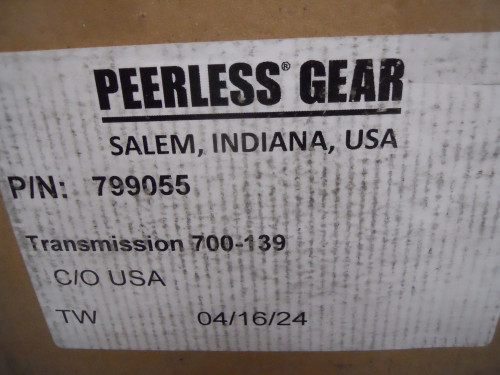 PEERLESS® GEAR
SALEM, INDIANA, USA
P/N: 799055
Transmission 700-139
C/O USA
TW 04/16/24